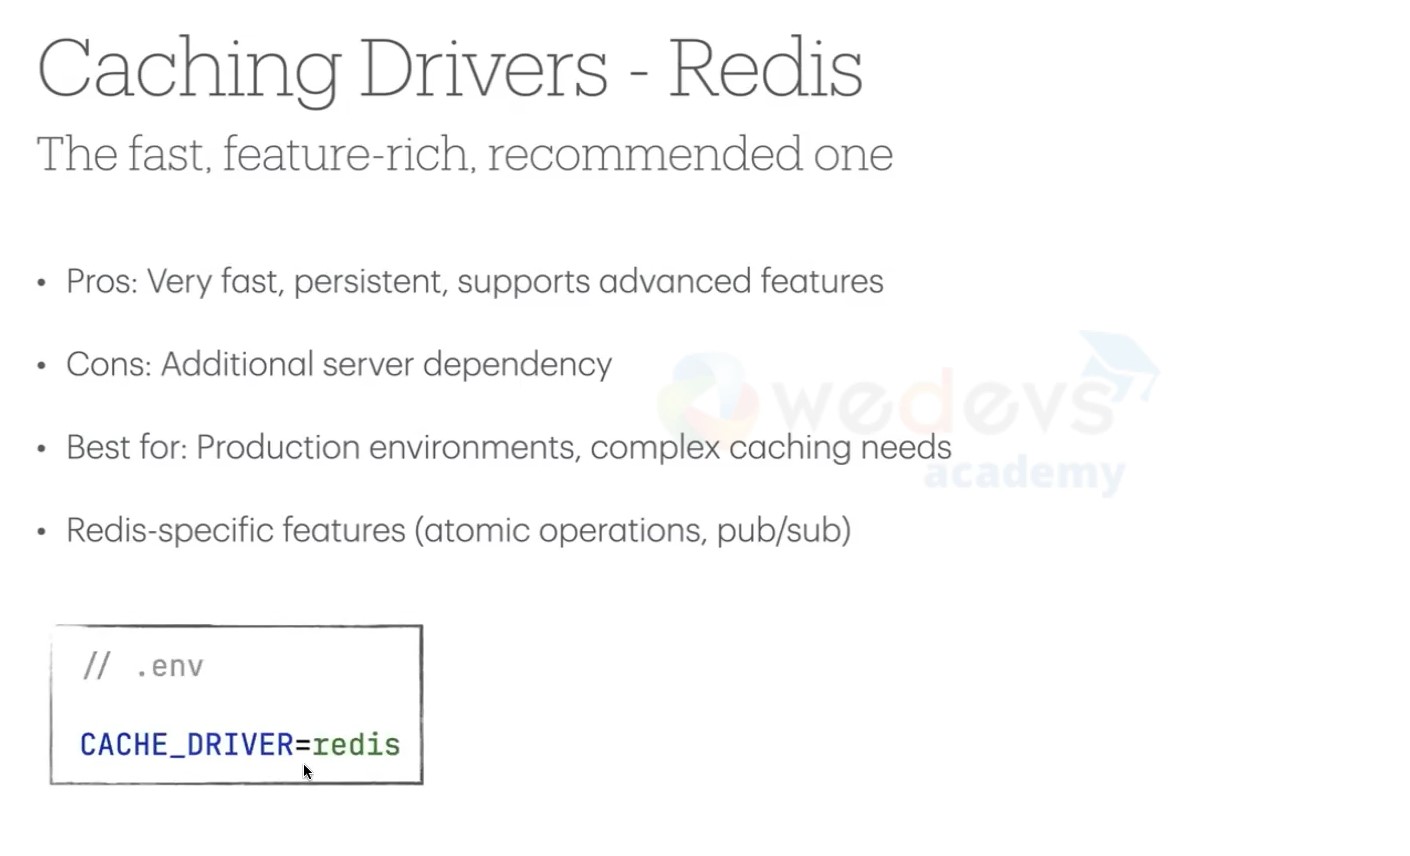 Caching Drivers - Redis
The fast, feature-rich, recommended one
• Pros: Very fast, persistent, supports advanced features
• Cons: Additional server dependency
wedevs
academy
• Best for: Production environments, complex caching needs
• Redis-specific features (atomic operations, pub/sub)
// .env
CACHE_DRIVER=redis